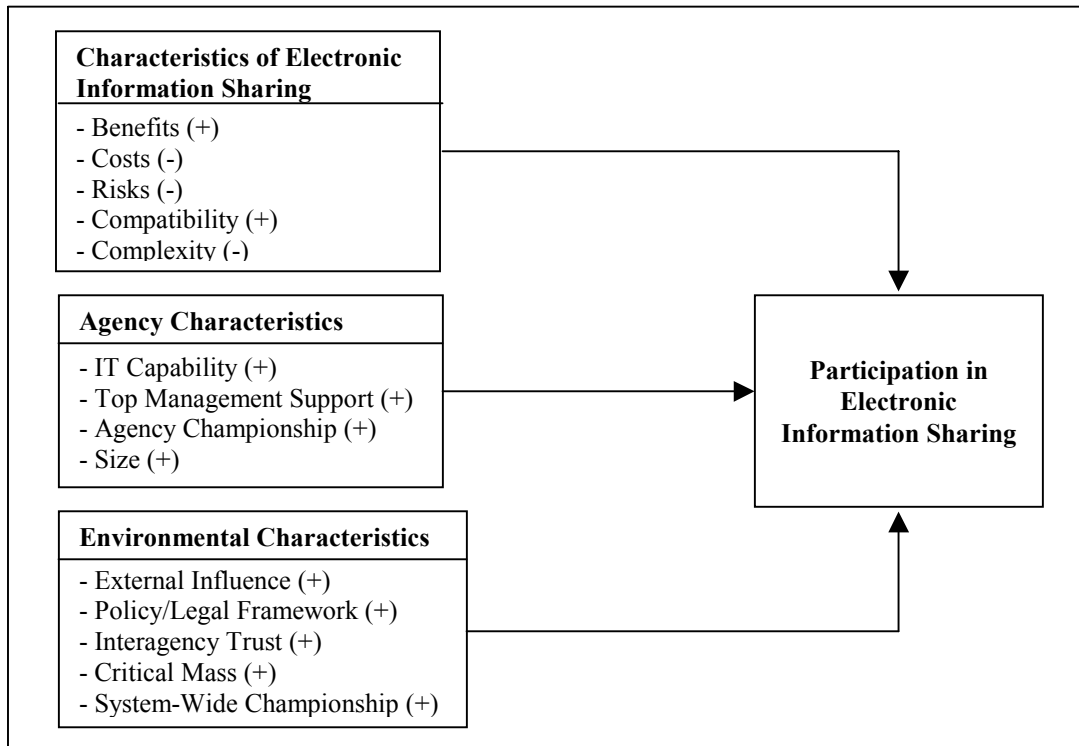 Characteristics of Electronic
Information Sharing
- Benefits (+)
- Costs (-)
- Risks (-)
- Compatibility (+)
- Complexity (-)
Agency Characteristics
- IT Capability (+)
- Top Management Support (+)
- Agency Championship (+)
- Size (+)
Environmental Characteristics
- External Influence (+)
- Policy/Legal Framework (+)
- Interagency Trust (+)
- Critical Mass (+)
- System-Wide Championship (+)
Participation in
Electronic
Information Sharing